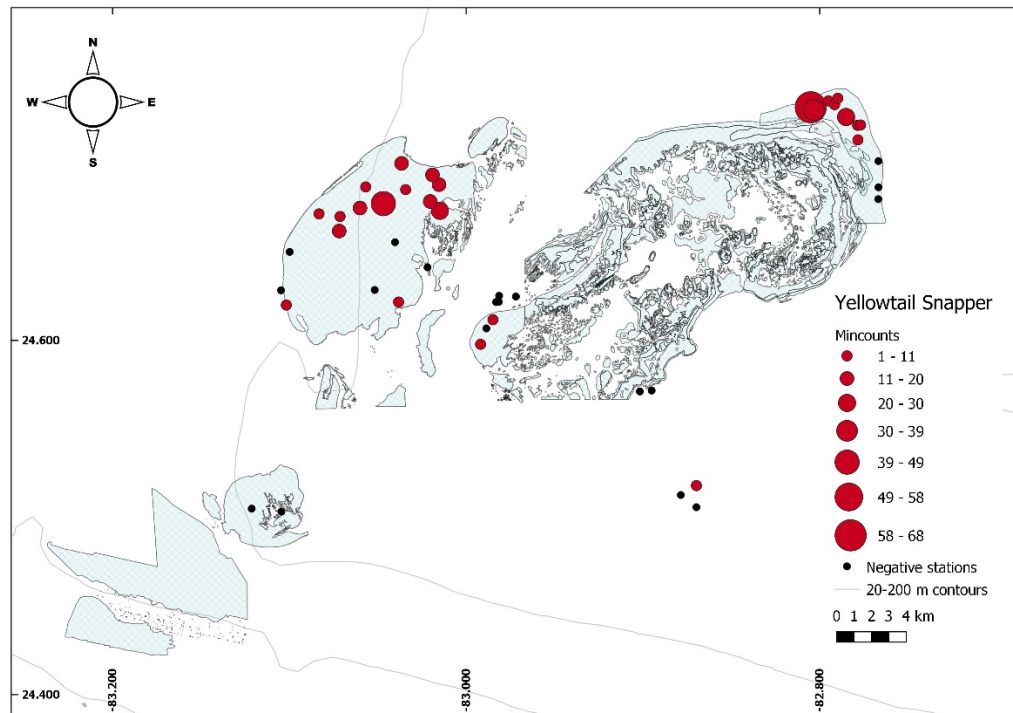 N
W E
S
Yellowtail Snapper
Mincounts
1 - 11
11 - 20
20 - 30
30 - 39
39 - 49
49 - 58
58 - 68
Negative stations
20-200 m contours
0 1 2 3 4 km
24.600
24.400
-83.200
-83.000
-82.800